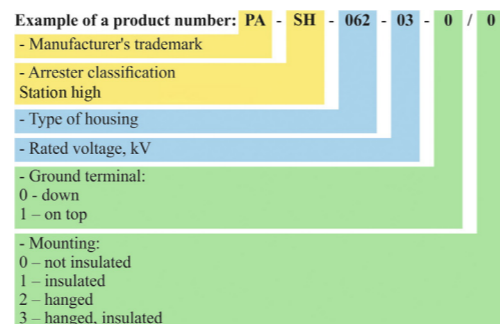 Example of a product number: PA - SH - 062 - 03 - 0 / 0
- Manufacturer's trademark
- Arrester classification
Station high
- Type of housing
- Rated voltage, kV
- Ground terminal:
0 - down
1 – on top
- Mounting:
0 – not insulated
1 – insulated
2 – hanged
3 – hanged, insulated